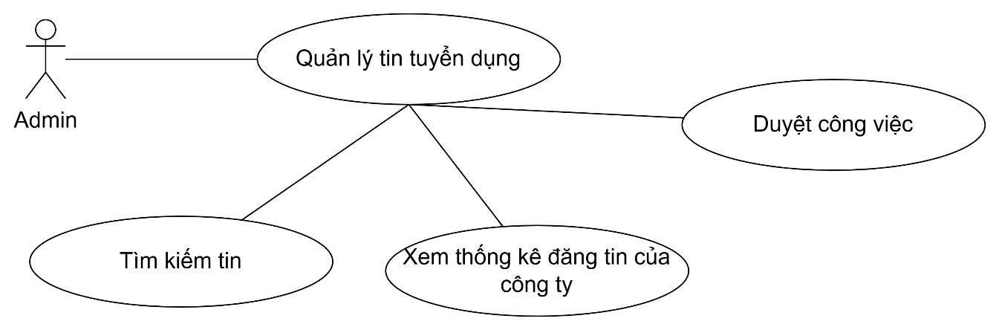 Quản lý tin tuyển dụng
Admin
Duyệt công việc
Tìm kiếm tin
Xem thống kê đăng tin của
công ty